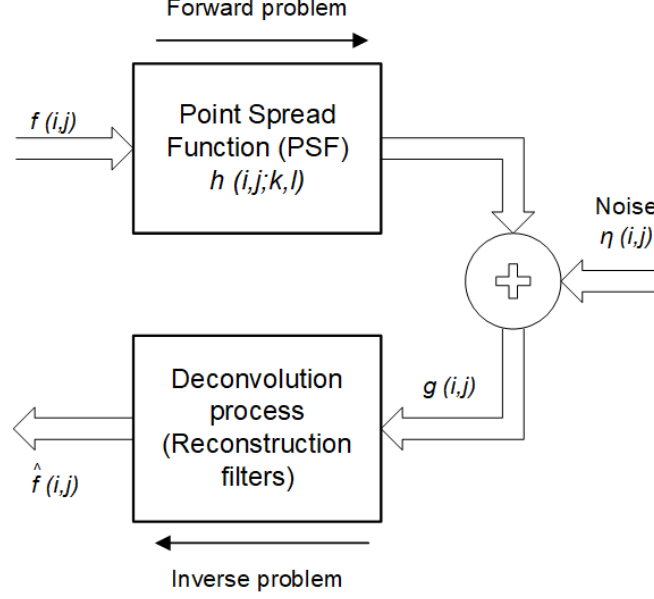 Forward problem
f (i,j)
Point Spread
Function (PSF)
h (i,j;k,l)
Noise
η (i,j)
g (i,j)
Deconvolution
process
(Reconstruction
filters)
f̂ (i,j)
Inverse problem